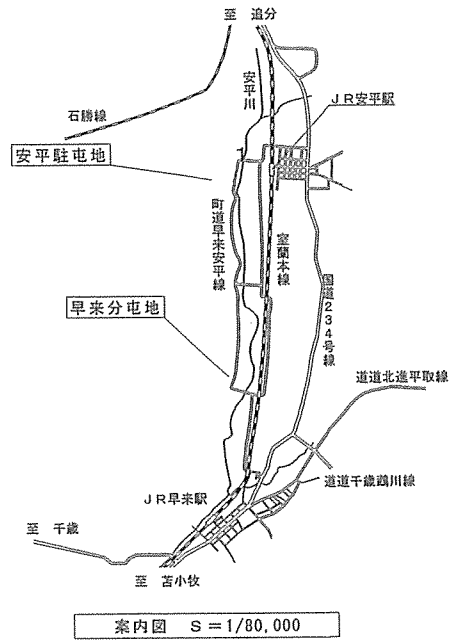 至　追分
石勝線
安平川
ＪＲ安平駅
安平駐屯地
町道早来安平線
室蘭本線
国道234号線
早来分屯地
道道北進平取線
道道千歳鵡川線
ＪＲ早来駅
至　千歳
至　苫小牧
案内図　Ｓ＝1/80,000